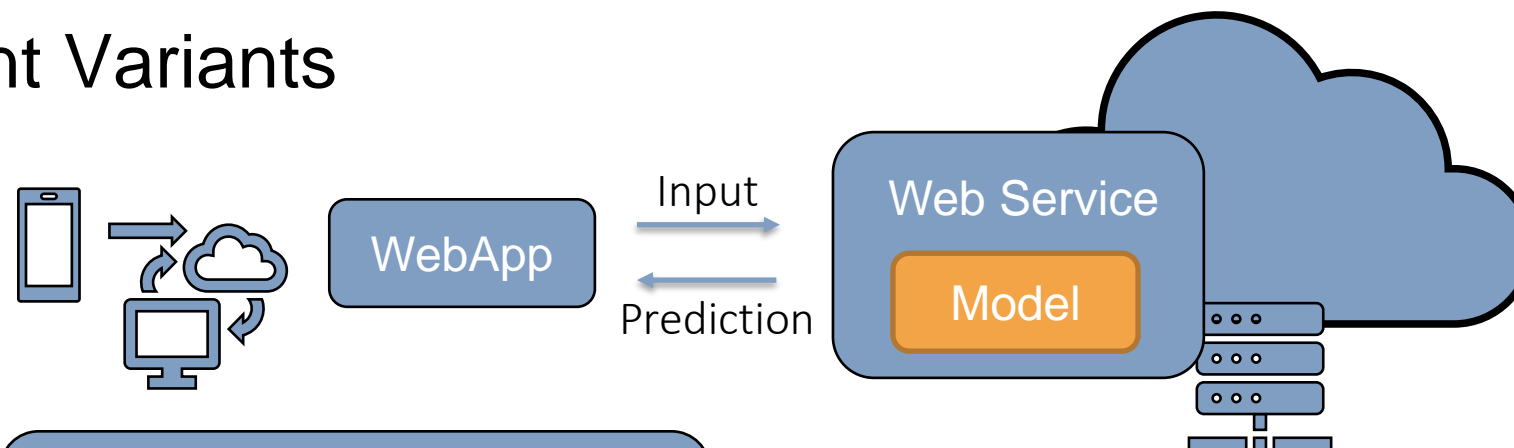 nt Variants
Input
Web Service
WebApp
Model
Prediction